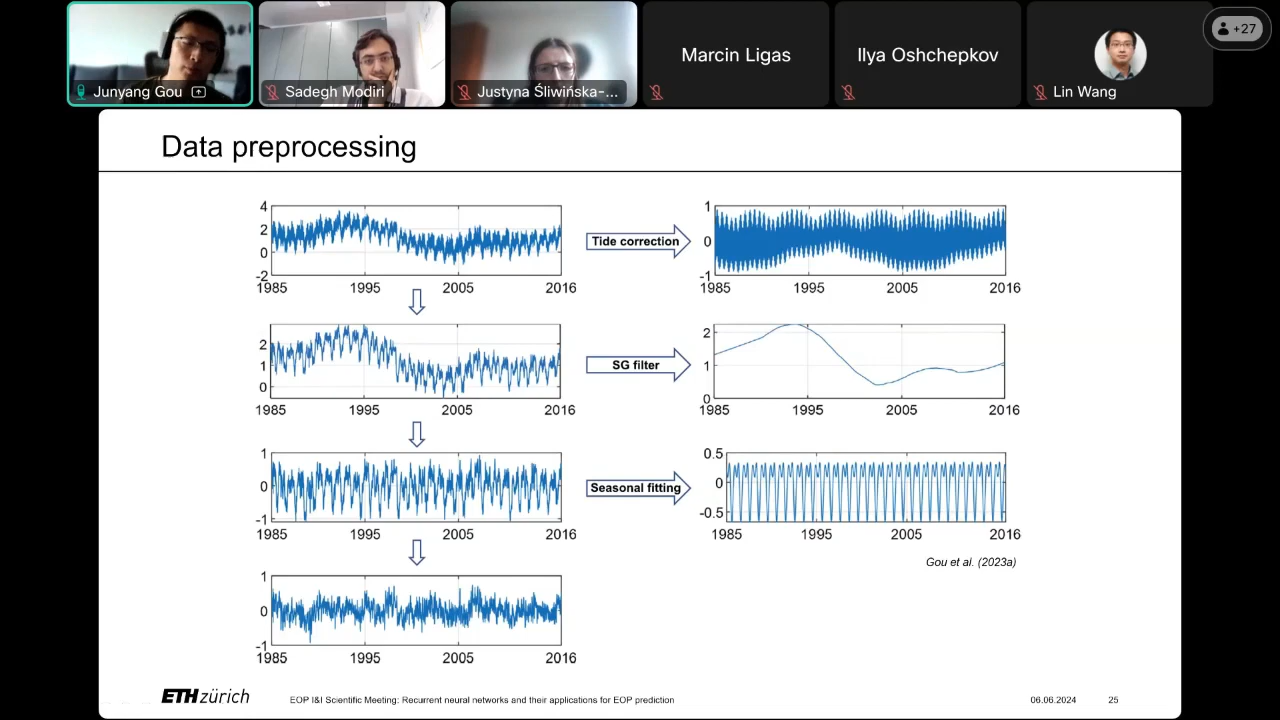 Junyang Gou
Sadegh Modiri
Justyna Śliwińska-...
Marcin Ligas
Ilya Oshchepkov
Lin Wang
+27
Data preprocessing
4
2
0
-2
1985 1995 2005 2016
Tide correction
1
0
-1
1985 1995 2005 2016
2
1
0
1985 1995 2005 2016
SG filter
2
1
0
1985 1995 2005 2016
1
0
-1
1985 1995 2005 2016
Seasonal fitting
0.5
0
-0.5
1985 1995 2005 2016
Gou et al. (2023a)
1
0
-1
1985 1995 2005 2016
ETH zürich
EOP I&I Scientific Meeting: Recurrent neural networks and their applications for EOP prediction
06.06.2024
25